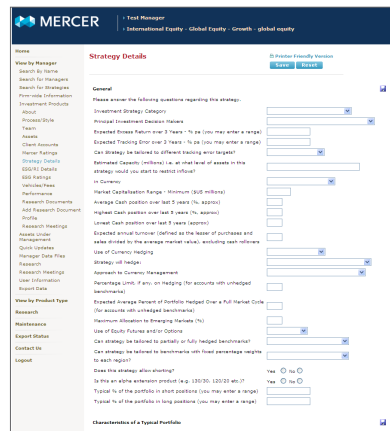 MERCER
› Test Manager
› International Equity - Global Equity - Growth - global equity
Home
View by Manager
Search By Name
Search for Managers
Search for Strategies
Firm-wide Information
Investment Products
About
Process/Style
Team
Assets
Client Accounts
Mercer Ratings
Strategy Details
ESG/RI Details
ESG Ratings
Vehicles/Fees
Performance
Research Documents
Add Research Document
Profile
Research Meetings
Assets Under
Management
Quick Updates
Manager Data Files
Research
Research Meetings
User Information
Export Data
View by Product Type
Research
Maintenance
Export Status
Contact Us
Logout
Strategy Details
Printer Friendly Version
Save Reset
General
Please answer the following questions regarding this strategy.
Investment Strategy Category
Principal Investment Decision Makers
Expected Excess Return over 3 Years - % pa (you may enter a range)
Expected Tracking Error over 3 Years - % pa (you may enter a range)
Can Strategy be tailored to different tracking error targets?
Estimated Capacity (millions) i.e. at what level of assets in this
strategy would you start to restrict inflow?
In Currency
Market Capitalisation Range - Minimum ($US millions)
Average Cash position over last 5 years (%, approx)
Highest Cash position over last 5 years (%, approx)
Lowest Cash position over last 5 years (%, approx)
Expected annual turnover (defined as the lesser of purchases and
sales divided by the average market value), excluding cash rollovers
Use of Currency Hedging
Strategy will hedge:
Approach to Currency Management
Percentage Limit, if any, on Hedging (for accounts with unhedged
benchmarks)
Expected Average Percent of Portfolio Hedged Over a Full Market Cycle
(for accounts with unhedged benchmarks)
Maximum Allocation to Emerging Markets (%)
Use of Equity Futures and/or Options
Can strategy be tailored to partially or fully hedged benchmarks?
Can strategy be tailored to benchmarks with fixed percentage weights
to each region?
Does this strategy allow shorting? Yes No
Is this an alpha extension product (e.g. 130/30, 120/20 etc.)? Yes No
Typical % of the portfolio in short positions (you may enter a range)
Typical % of the portfolio in long positions (you may enter a range)
Characteristics of a Typical Portfolio